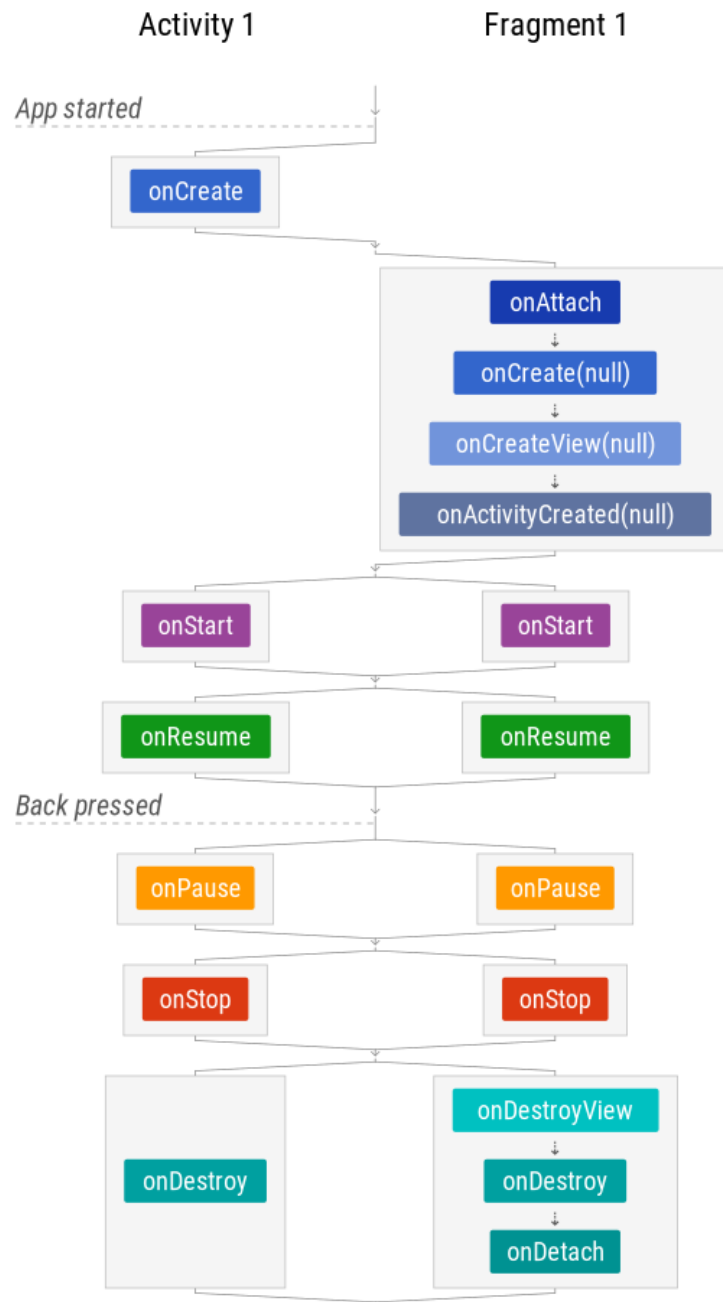 Activity 1
Fragment 1
App started
onCreate
onAttach
onCreate(null)
onCreateView(null)
onActivityCreated(null)
onStart
onStart
onResume
onResume
Back pressed
onPause
onPause
onStop
onStop
onDestroy
onDestroyView
onDestroy
onDetach